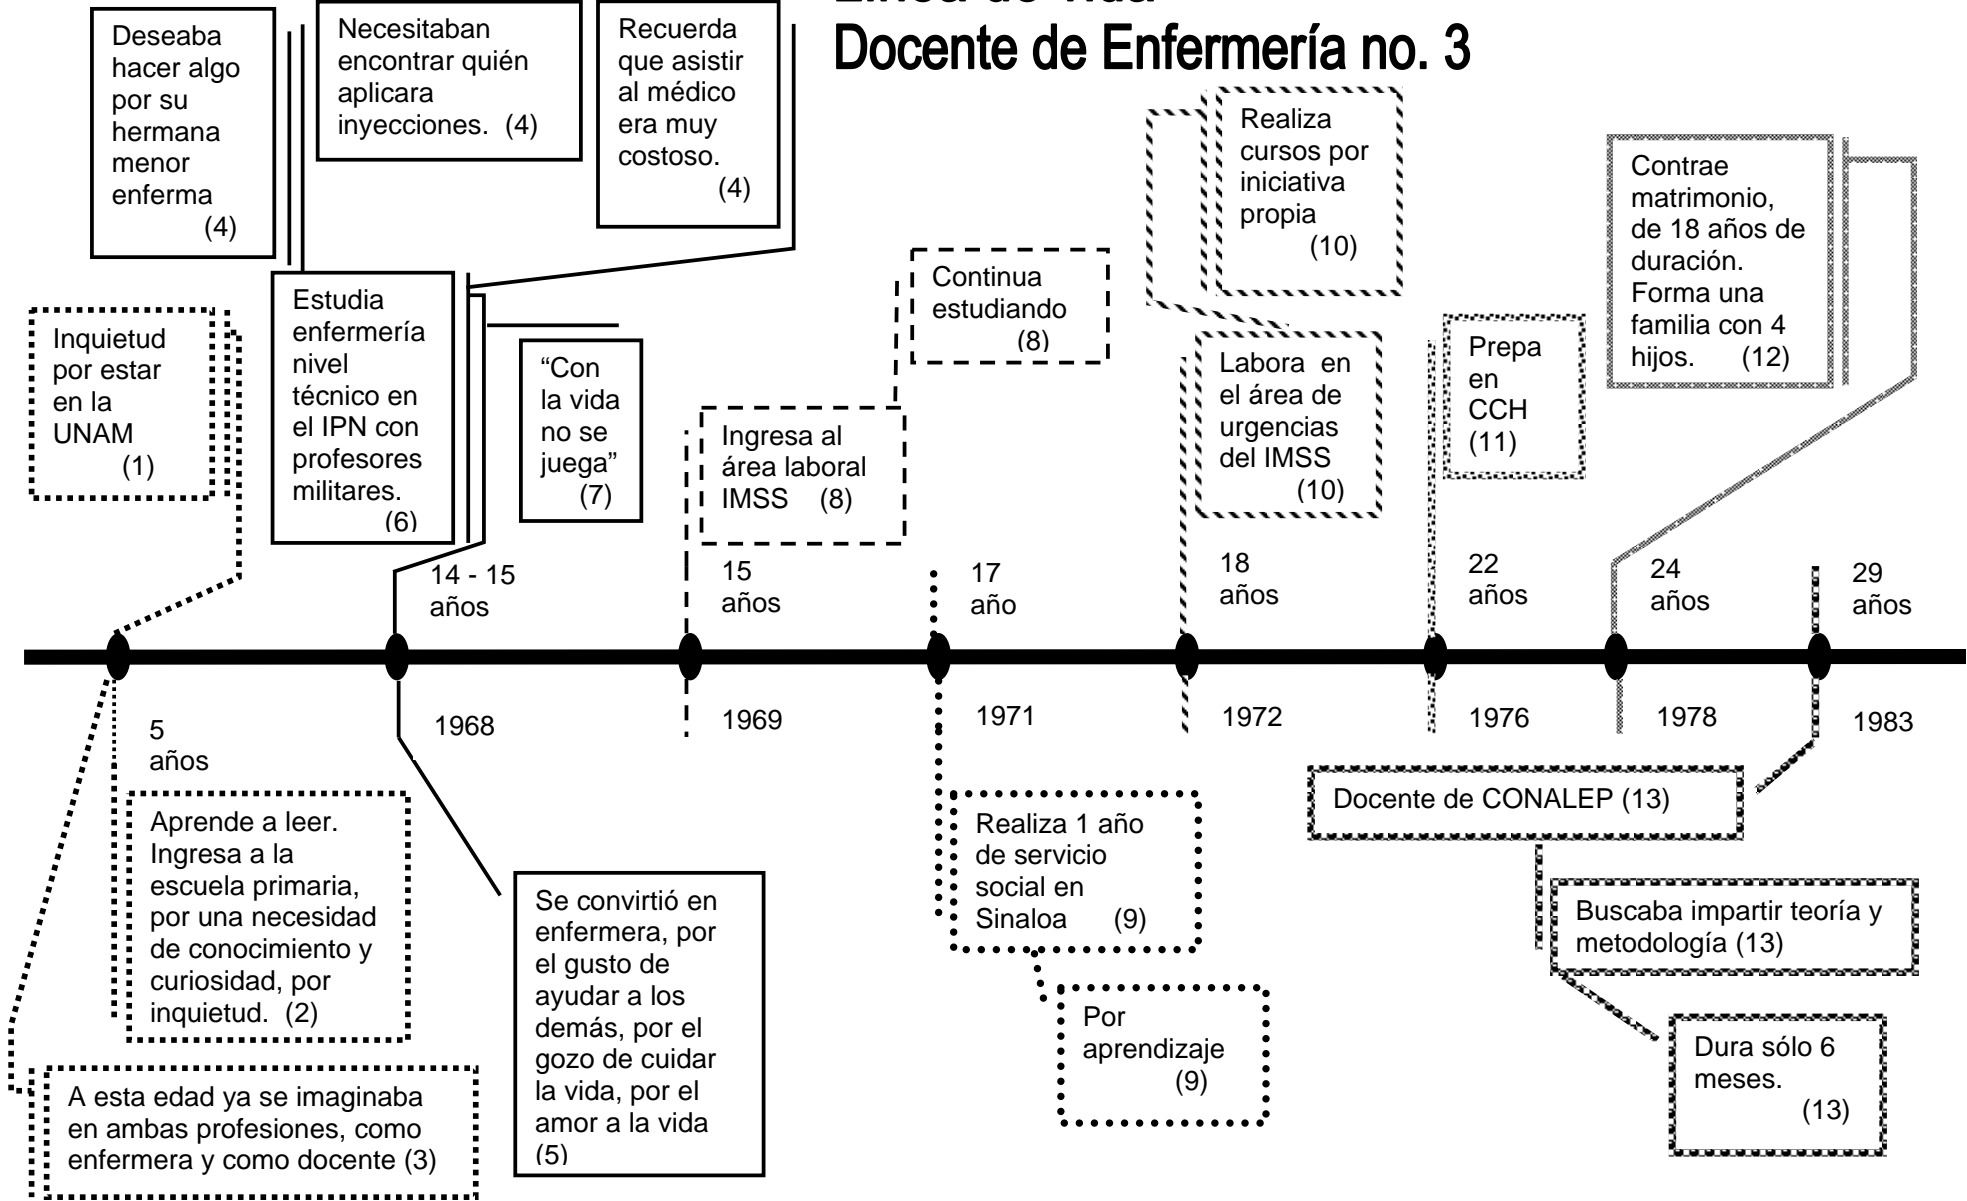 Línea de vida
Docente de Enfermería no. 3
Deseaba
hacer algo
por su
hermana
menor
enferma
(4)
Necesitaban
encontrar quién
aplicara
inyecciones. (4)
Recuerda
que asistir
al médico
era muy
costoso.
(4)
Inquietud
por estar
en la
UNAM
(1)
Estudia
enfermería
nivel
técnico en
el IPN con
profesores
militares.
(6)
“Con
la vida
no se
juega”
(7)
Ingresa al
área laboral
IMSS (8)
Continua
estudiando
(8)
Realiza
cursos por
iniciativa
propia
(10)
Labora en
el área de
urgencias
del IMSS
(10)
Prepa
en
CCH
(11)
Contrae
matrimonio,
de 18 años de
duración.
Forma una
familia con 4
hijos. (12)
14 - 15
años
15
años
17
año
18
años
22
años
24
años
29
años
5
años
1968
1969
1971
1972
1976
1978
1983
Aprende a leer.
Ingresa a la
escuela primaria,
por una necesidad
de conocimiento y
curiosidad, por
inquietud. (2)
A esta edad ya se imaginaba
en ambas profesiones, como
enfermera y como docente (3)
Se convirtió en
enfermera, por
el gusto de
ayudar a los
demás, por el
gozo de cuidar
la vida, por el
amor a la vida
(5)
Realiza 1 año
de servicio
social en
Sinaloa (9)
Por
aprendizaje
(9)
Docente de CONALEP (13)
Buscaba impartir teoría y
metodología (13)
Dura sólo 6
meses.
(13)